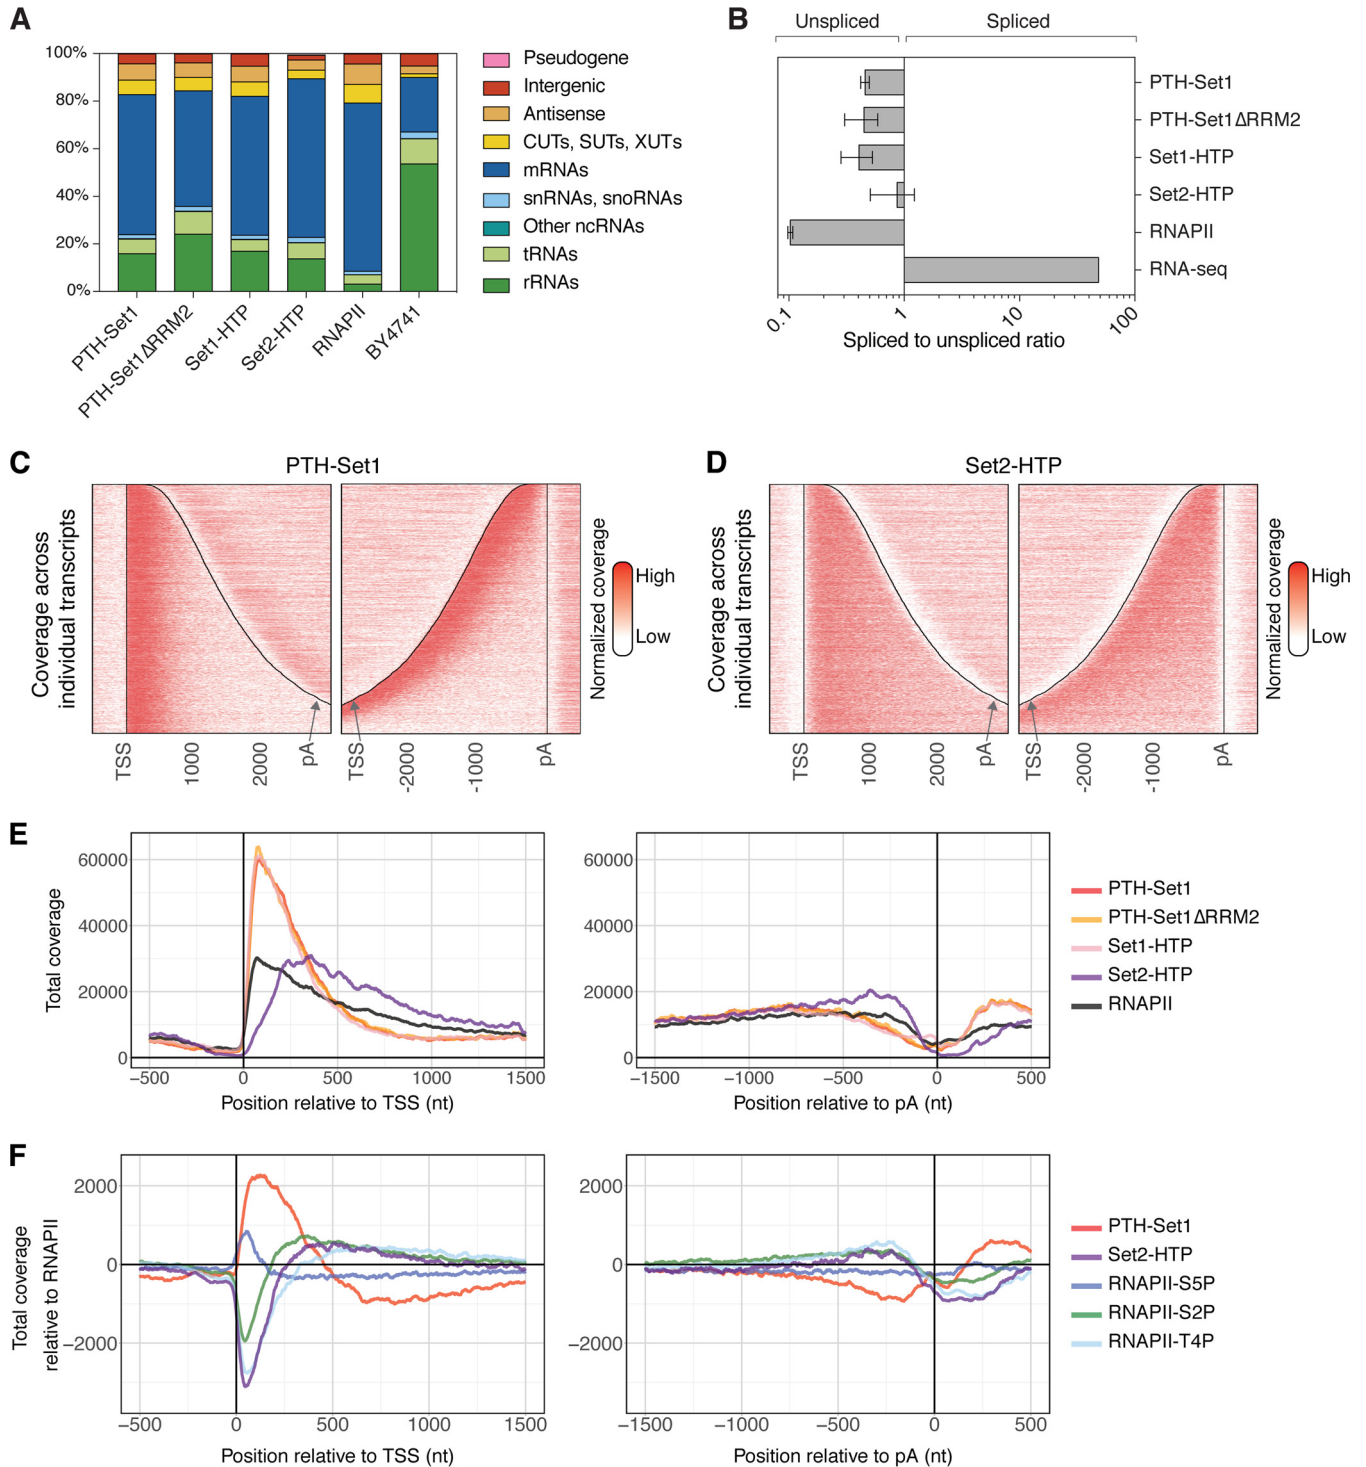 A
100%
80%
60%
40%
20%
0%
PTH-Set1
PTH-Set1ΔRRM2
Set1-HTP
Set2-HTP
RNAPII
BY4741
Pseudogene
Intergenic
Antisense
CUTs, SUTs, XUTs
mRNAs
snRNAs, snoRNAs
Other ncRNAs
tRNAs
rRNAs
B
Unspliced
Spliced
PTH-Set1
PTH-Set1ΔRRM2
Set1-HTP
Set2-HTP
RNAPII
RNA-seq
0.1
1
10
100
Spliced to unspliced ratio
C
PTH-Set1
Coverage across
individual transcripts
TSS
1000
2000
pA
TSS
-2000
-1000
pA
Normalized coverage
High
Low
D
Set2-HTP
Coverage across
individual transcripts
TSS
1000
2000
pA
TSS
-2000
-1000
pA
Normalized coverage
High
Low
E
Total coverage
60000
40000
20000
0
−500
0
500
1000
1500
Position relative to TSS (nt)
60000
40000
20000
0
−1500
−1000
−500
0
500
Position relative to pA (nt)
PTH-Set1
PTH-Set1ΔRRM2
Set1-HTP
Set2-HTP
RNAPII
F
Total coverage
relative to RNAPII
2000
0
−2000
−500
0
500
1000
1500
Position relative to TSS (nt)
2000
0
−2000
−1500
−1000
−500
0
500
Position relative to pA (nt)
PTH-Set1
Set2-HTP
RNAPII-S5P
RNAPII-S2P
RNAPII-T4P